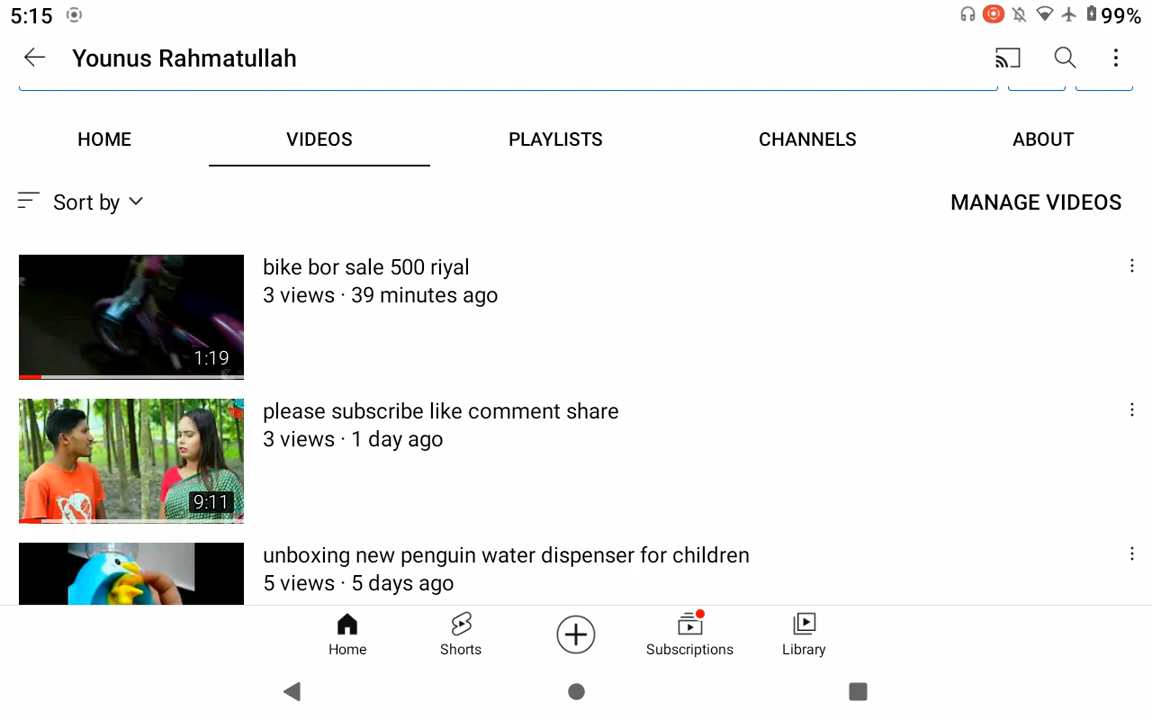 5:15 99%
Younus Rahmatullah
HOME VIDEOS PLAYLISTS CHANNELS ABOUT
Sort by MANAGE VIDEOS
bike bor sale 500 riyal
3 views · 39 minutes ago
1:19
please subscribe like comment share
3 views · 1 day ago
9:11
unboxing new penguin water dispenser for children
5 views · 5 days ago
Home Shorts Subscriptions Library